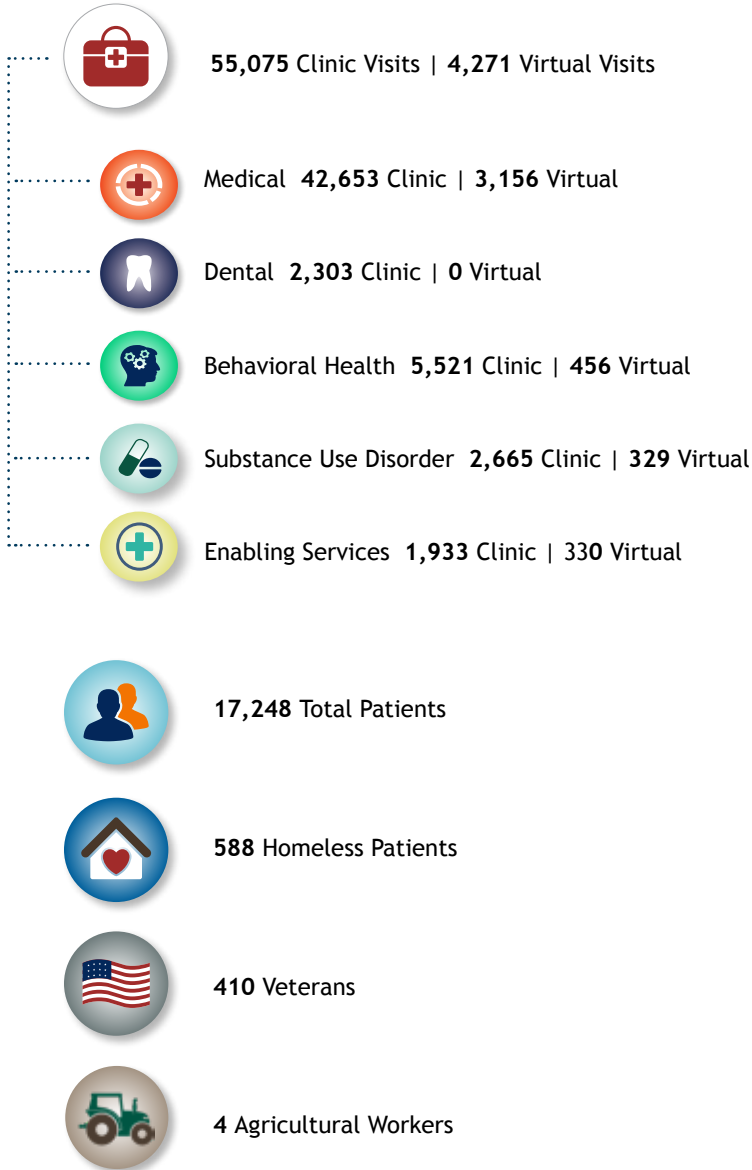 55,075 Clinic Visits | 4,271 Virtual Visits
Medical 42,653 Clinic | 3,156 Virtual
Dental 2,303 Clinic | 0 Virtual
Behavioral Health 5,521 Clinic | 456 Virtual
Substance Use Disorder 2,665 Clinic | 329 Virtual
Enabling Services 1,933 Clinic | 330 Virtual
17,248 Total Patients
588 Homeless Patients
410 Veterans
4 Agricultural Workers